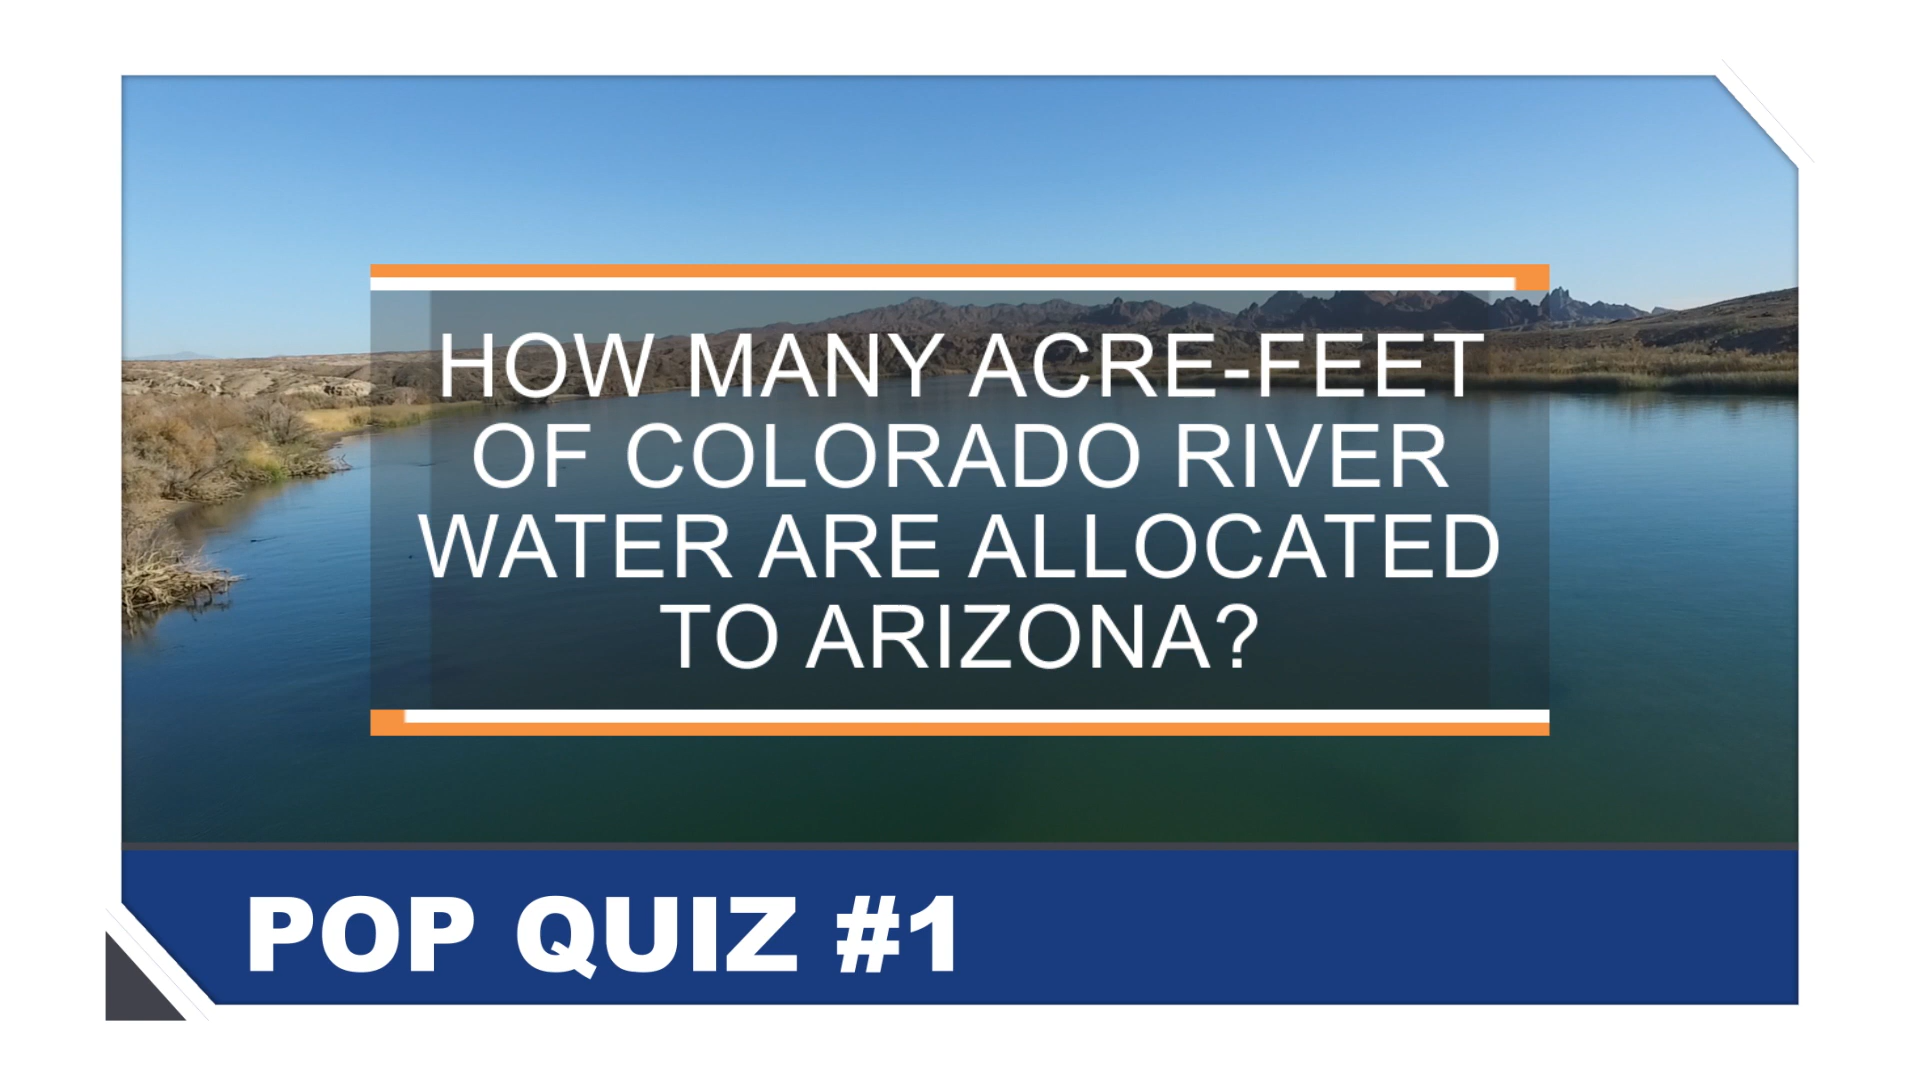 HOW MANY ACRE-FEET
OF COLORADO RIVER
WATER ARE ALLOCATED
TO ARIZONA?
POP QUIZ #1